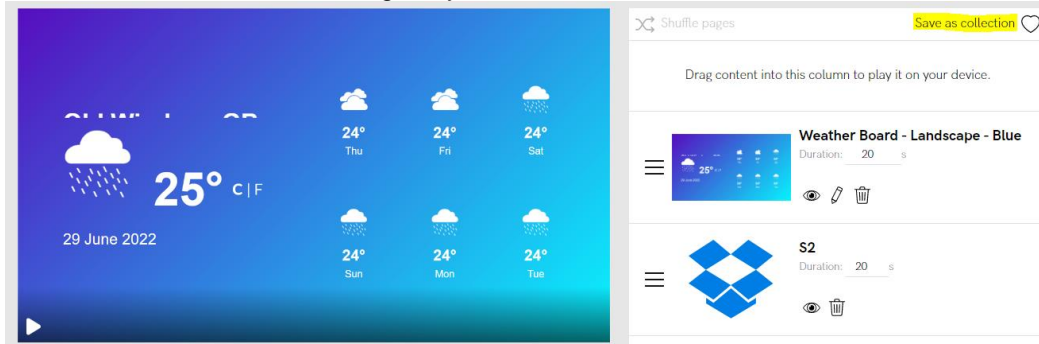 25° C|F
29 June 2022
24° 24° 24°
Thu Fri Sat
24° 24° 24°
Sun Mon Tue
Shuffle pages Save as collection
Drag content into this column to play it on your device.
Weather Board - Landscape - Blue
Duration: 20 s
25°
S2
Duration: 20 s